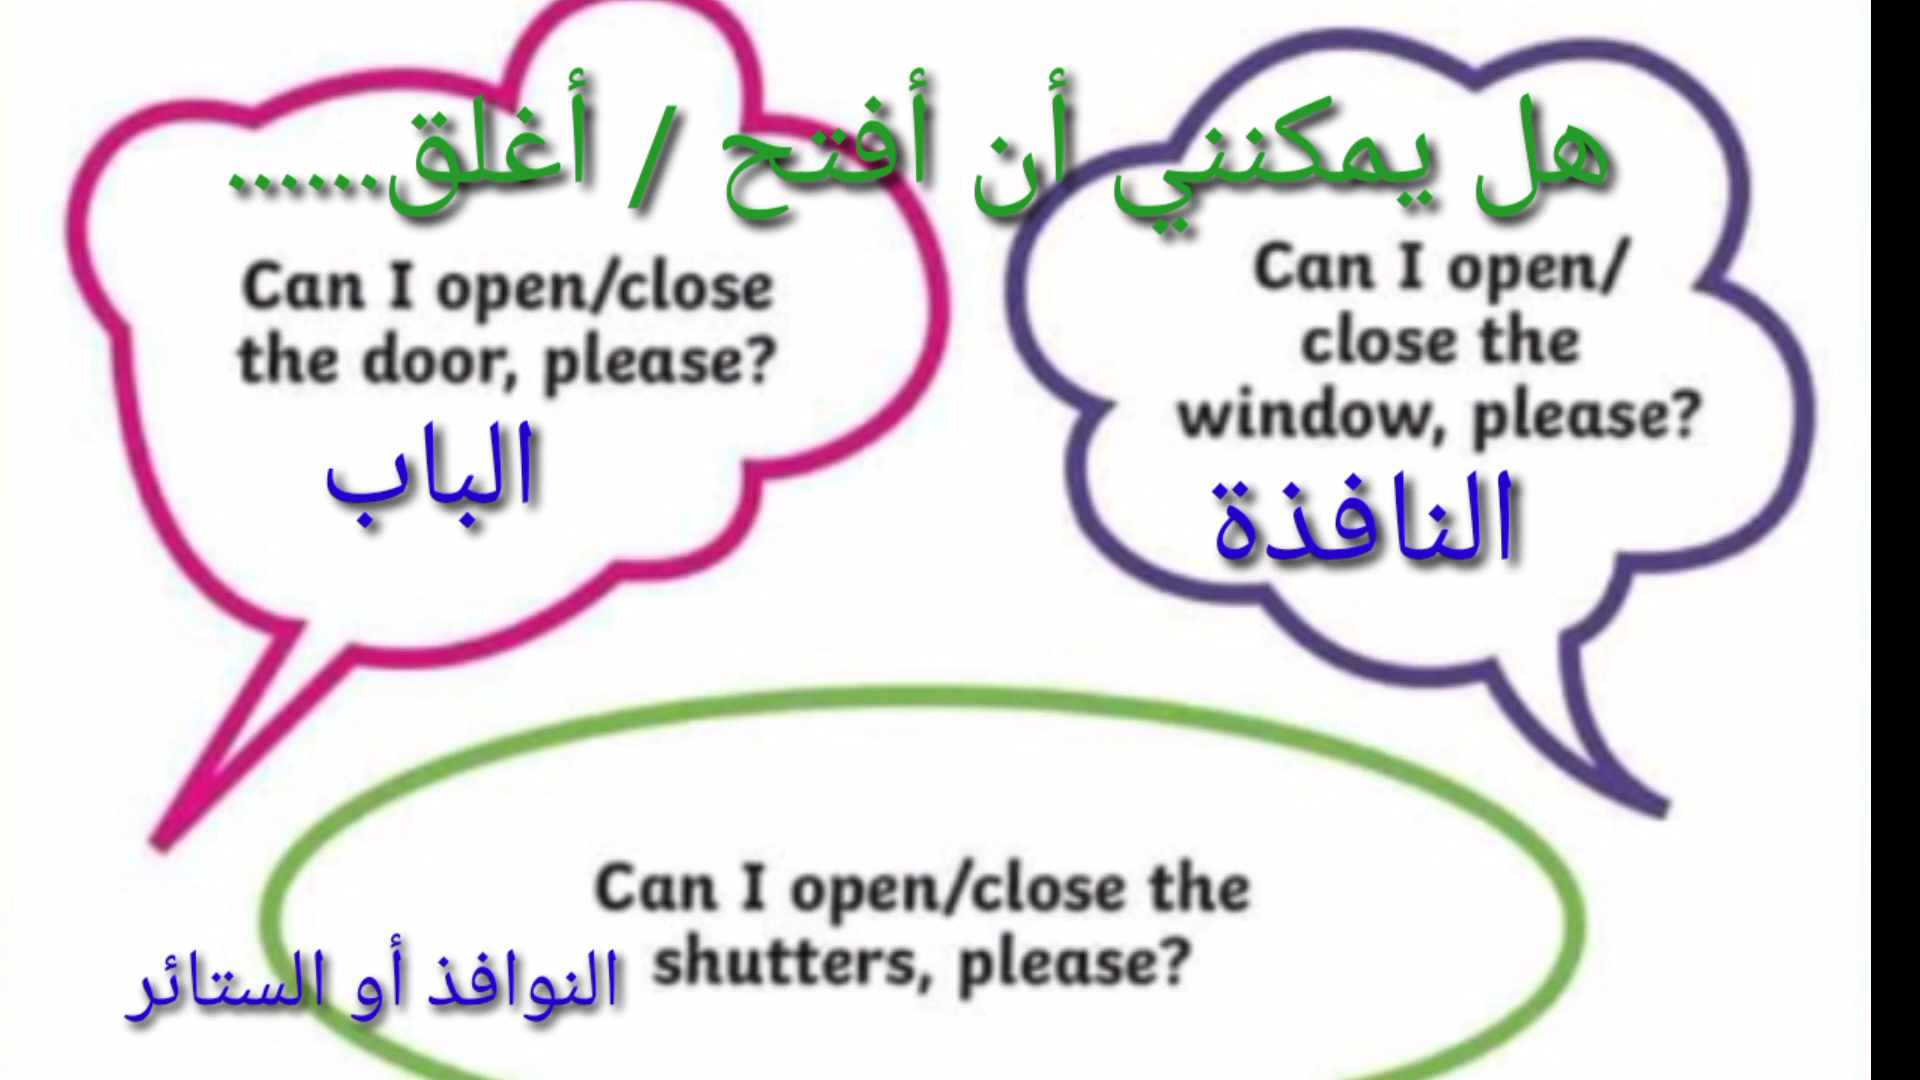 هل يمكنني أن أفتح / أغلق......
Can I open/close
the door, please?
الباب
Can I open/
close the
window, please?
النافذة
Can I open/close the
shutters, please?
النوافذ أو الستائر